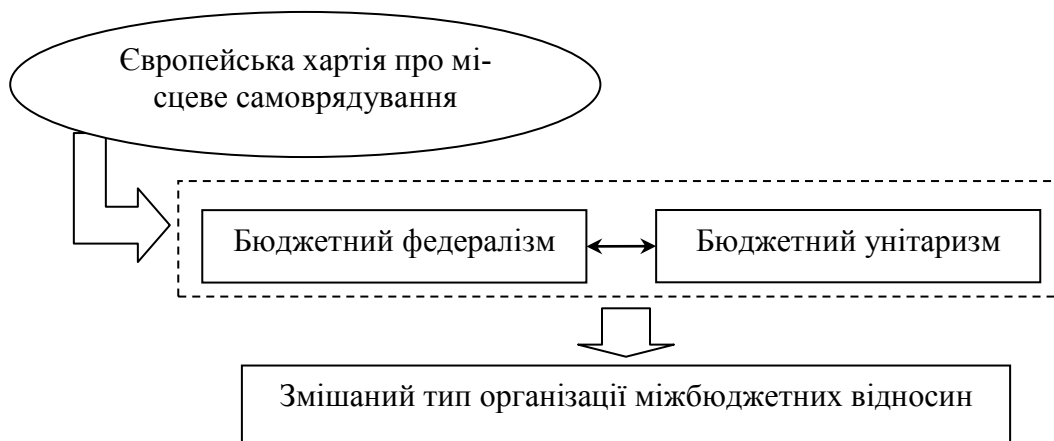 Європейська хартія про мі-
сцеве самоврядування
Бюджетний федералізм
Бюджетний унітаризм
Змішаний тип організації міжбюджетних відносин